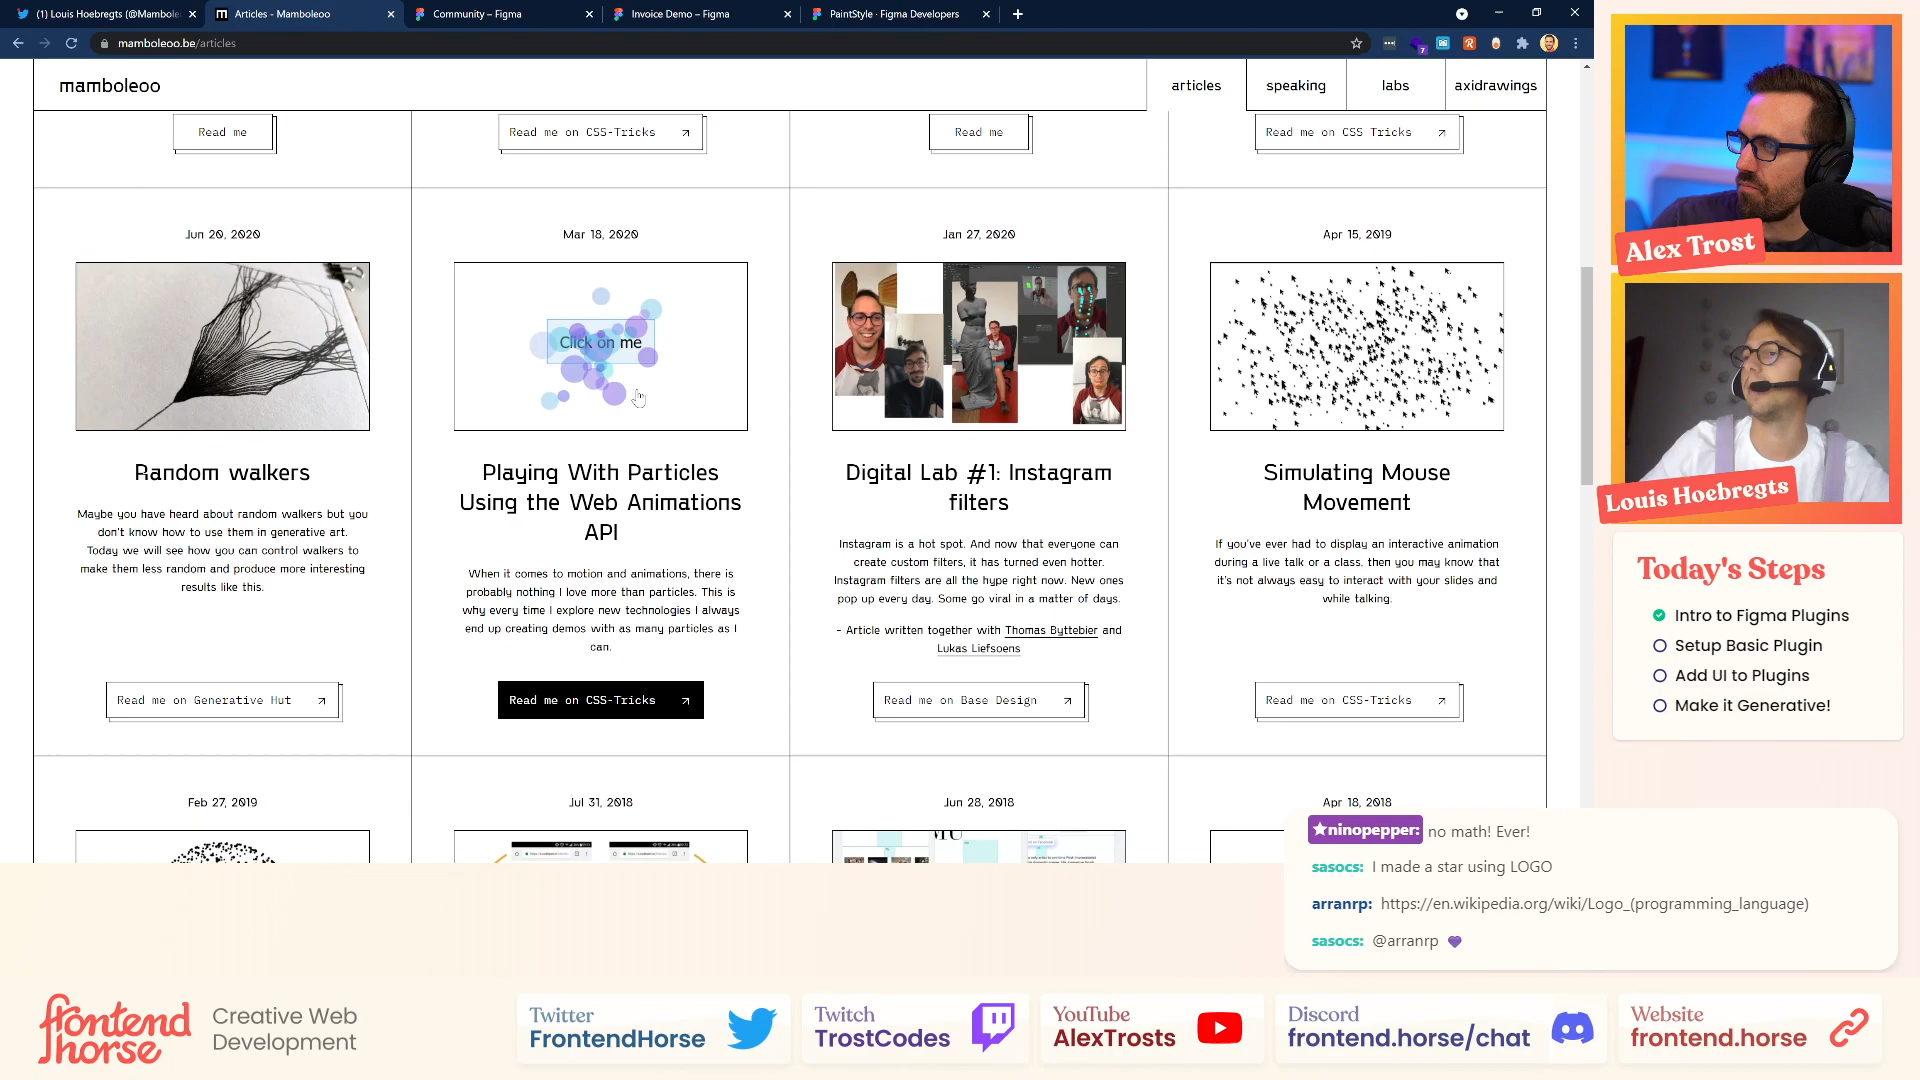 (1) Louis Hoebregts (@Mambole
Articles - Mamboleoo
Community – Figma
Invoice Demo – Figma
PaintStyle · Figma Developers
mamboleoo.be/articles
7
mamboleoo
articles
speaking
labs
axidrawings
Read me
Read me on CSS-Tricks
Read me
Read me on CSS Tricks
Jun 20, 2020
Random walkers
Maybe you have heard about random walkers but you
don't know how to use them in generative art.
Today we will see how you can control walkers to
make them less random and produce more interesting
results like this.
Read me on Generative Hut
Mar 18, 2020
Click on me
Playing With Particles
Using the Web Animations
API
When it comes to motion and animations, there is
probably nothing I love more than particles. This is
why every time I explore new technologies I always
end up creating demos with as many particles as I
can.
Read me on CSS-Tricks
Jan 27, 2020
Digital Lab #1: Instagram
filters
Instagram is a hot spot. And now that everyone can
create custom filters, it has turned even hotter.
Instagram filters are all the hype right now. New ones
pop up every day. Some go viral in a matter of days.
- Article written together with Thomas Byttebier and
Lukas Liefsoens
Read me on Base Design
Apr 15, 2019
Simulating Mouse
Movement
If you've ever had to display an interactive animation
during a live talk or a class, then you may know that
it's not always easy to interact with your slides and
while talking.
Read me on CSS-Tricks
Feb 27, 2019
Jul 31, 2018
Jun 28, 2018
Apr 18, 2018
Alex Trost
Louis Hoebregts
Today's Steps
Intro to Figma Plugins
Setup Basic Plugin
Add UI to Plugins
Make it Generative!
★ninopepper: no math! Ever!
sasocs: I made a star using LOGO
arranrp: https://en.wikipedia.org/wiki/Logo_(programming_language)
sasocs: @arranrp 💜
frontend
horse
Creative Web
Development
Twitter
FrontendHorse
Twitch
TrostCodes
YouTube
AlexTrosts
Discord
frontend.horse/chat
Website
frontend.horse